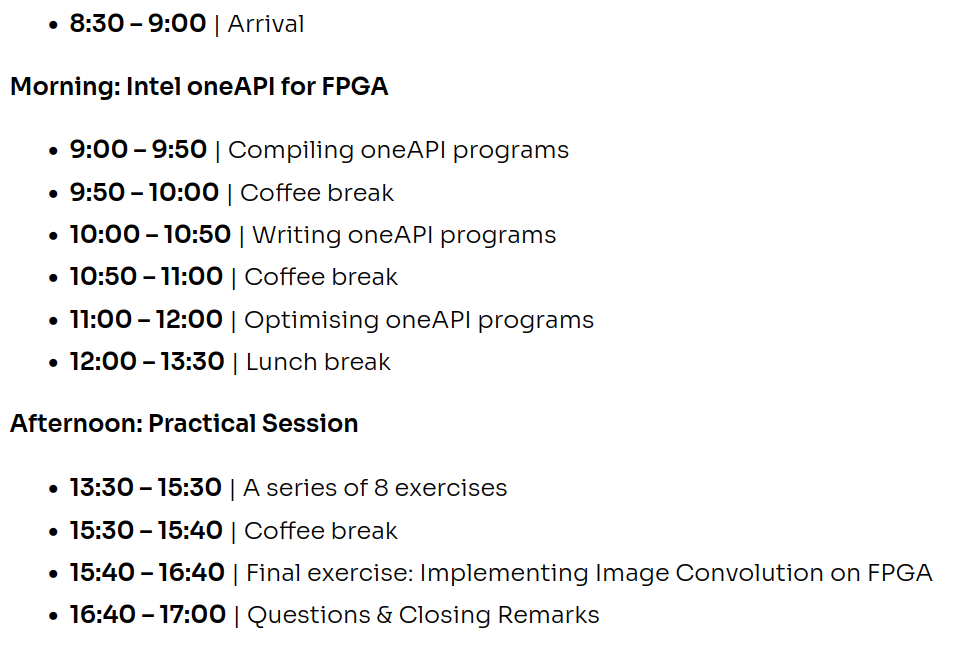 • 8:30 – 9:00 | Arrival
Morning: Intel oneAPI for FPGA
• 9:00 – 9:50 | Compiling oneAPI programs
• 9:50 – 10:00 | Coffee break
• 10:00 – 10:50 | Writing oneAPI programs
• 10:50 – 11:00 | Coffee break
• 11:00 – 12:00 | Optimising oneAPI programs
• 12:00 – 13:30 | Lunch break
Afternoon: Practical Session
• 13:30 – 15:30 | A series of 8 exercises
• 15:30 – 15:40 | Coffee break
• 15:40 – 16:40 | Final exercise: Implementing Image Convolution on FPGA
• 16:40 – 17:00 | Questions & Closing Remarks